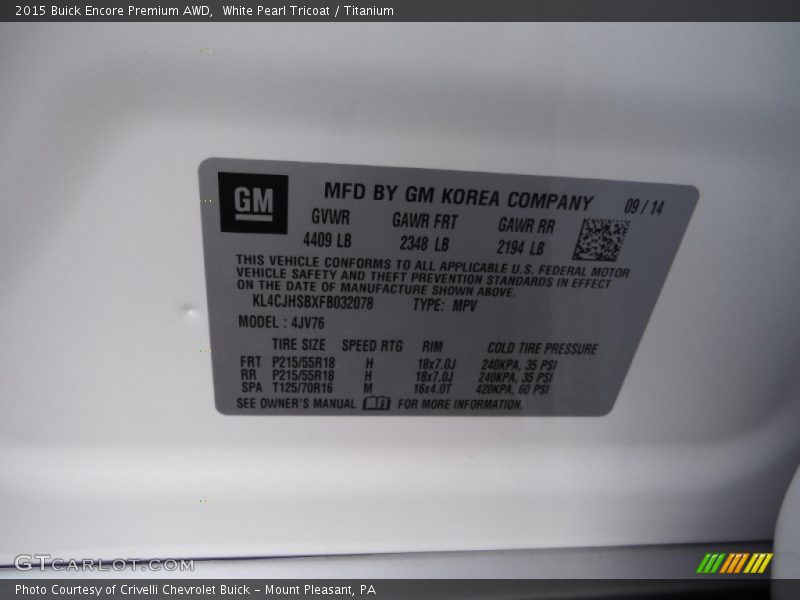 2015 Buick Encore Premium AWD,  White Pearl Tricoat / Titanium
GM
MFD BY GM KOREA COMPANY
09 / 14
GVWR GAWR FRT GAWR RR
4409 LB 2348 LB 2194 LB
THIS VEHICLE CONFORMS TO ALL APPLICABLE U.S. FEDERAL MOTOR
VEHICLE SAFETY AND THEFT PREVENTION STANDARDS IN EFFECT
ON THE DATE OF MANUFACTURE SHOWN ABOVE.
KL4CJHSBXFB032078 TYPE: MPV
MODEL : 4JV76
TIRE SIZE SPEED RTG RIM COLD TIRE PRESSURE
FRT P215/55R18 H 18x7.0J 240KPA, 35 PSI
RR P215/55R18 H 18x7.0J 240KPA, 35 PSI
SPA T125/70R16 M 16x4.0T 420KPA, 60 PSI
SEE OWNER'S MANUAL FOR MORE INFORMATION.
GTCARLOT.COM
Photo Courtesy of Crivelli Chevrolet Buick - Mount Pleasant, PA